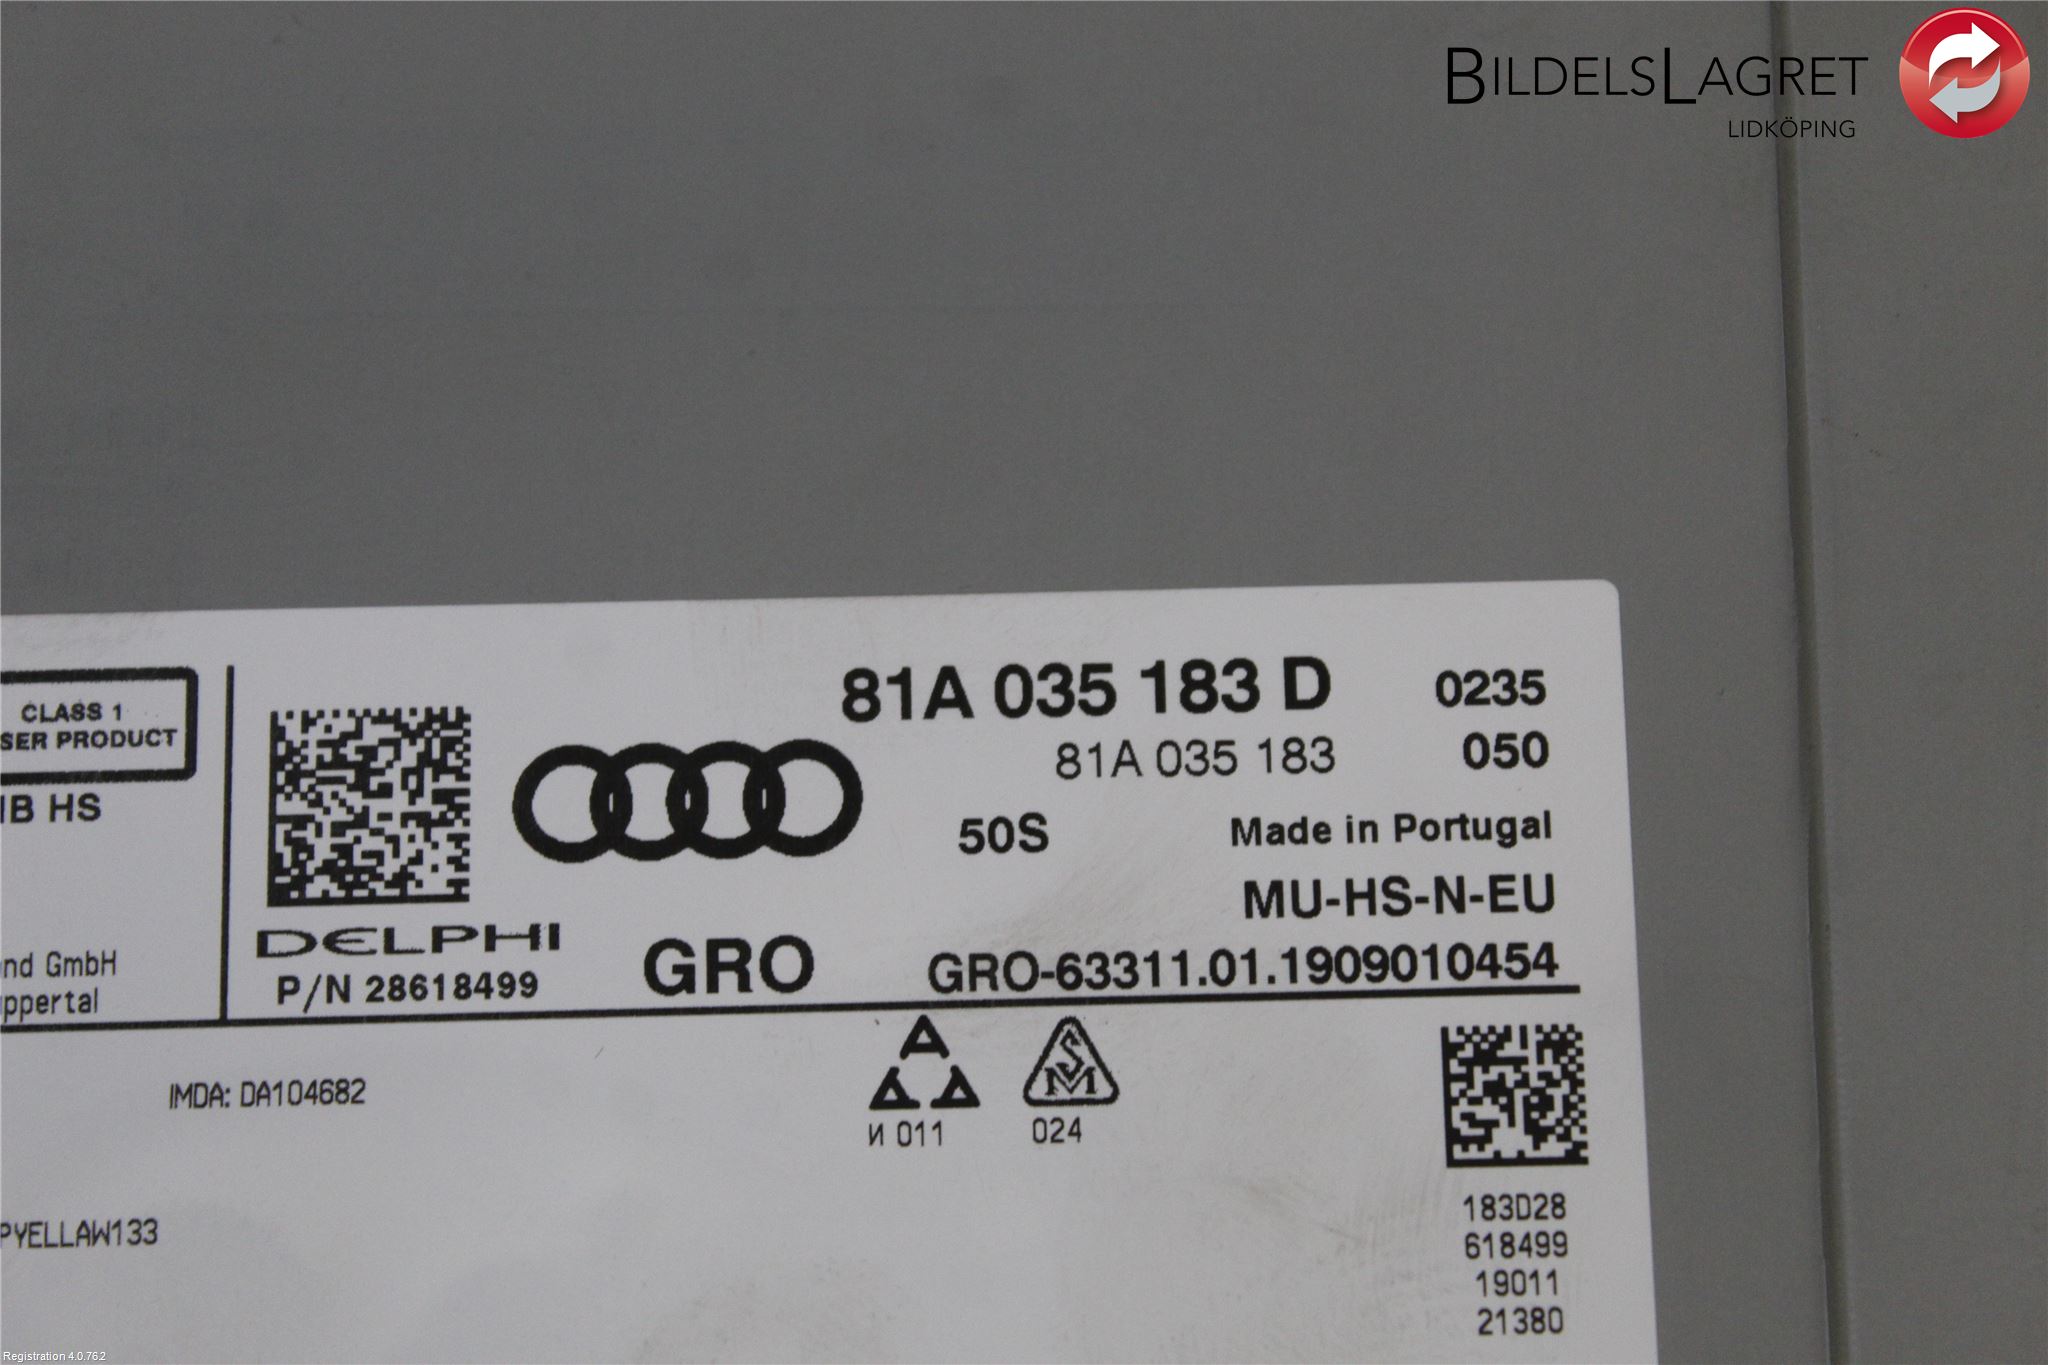 BILDELSLAGRET
LIDKÖPING
CLASS 1
SER PRODUCT
IB HS
nd GmbH
ppertal
DELPHI
P/N 28618499
GRO
81A 035 183 D 0235
81A 035 183 050
50S Made in Portugal
MU-HS-N-EU
GRO-63311.01.1909010454
IMDA: DA104682
A
И 011
SM
024
PYELLAW133
183D28
618499
19011
21380
Registration 4.0.762